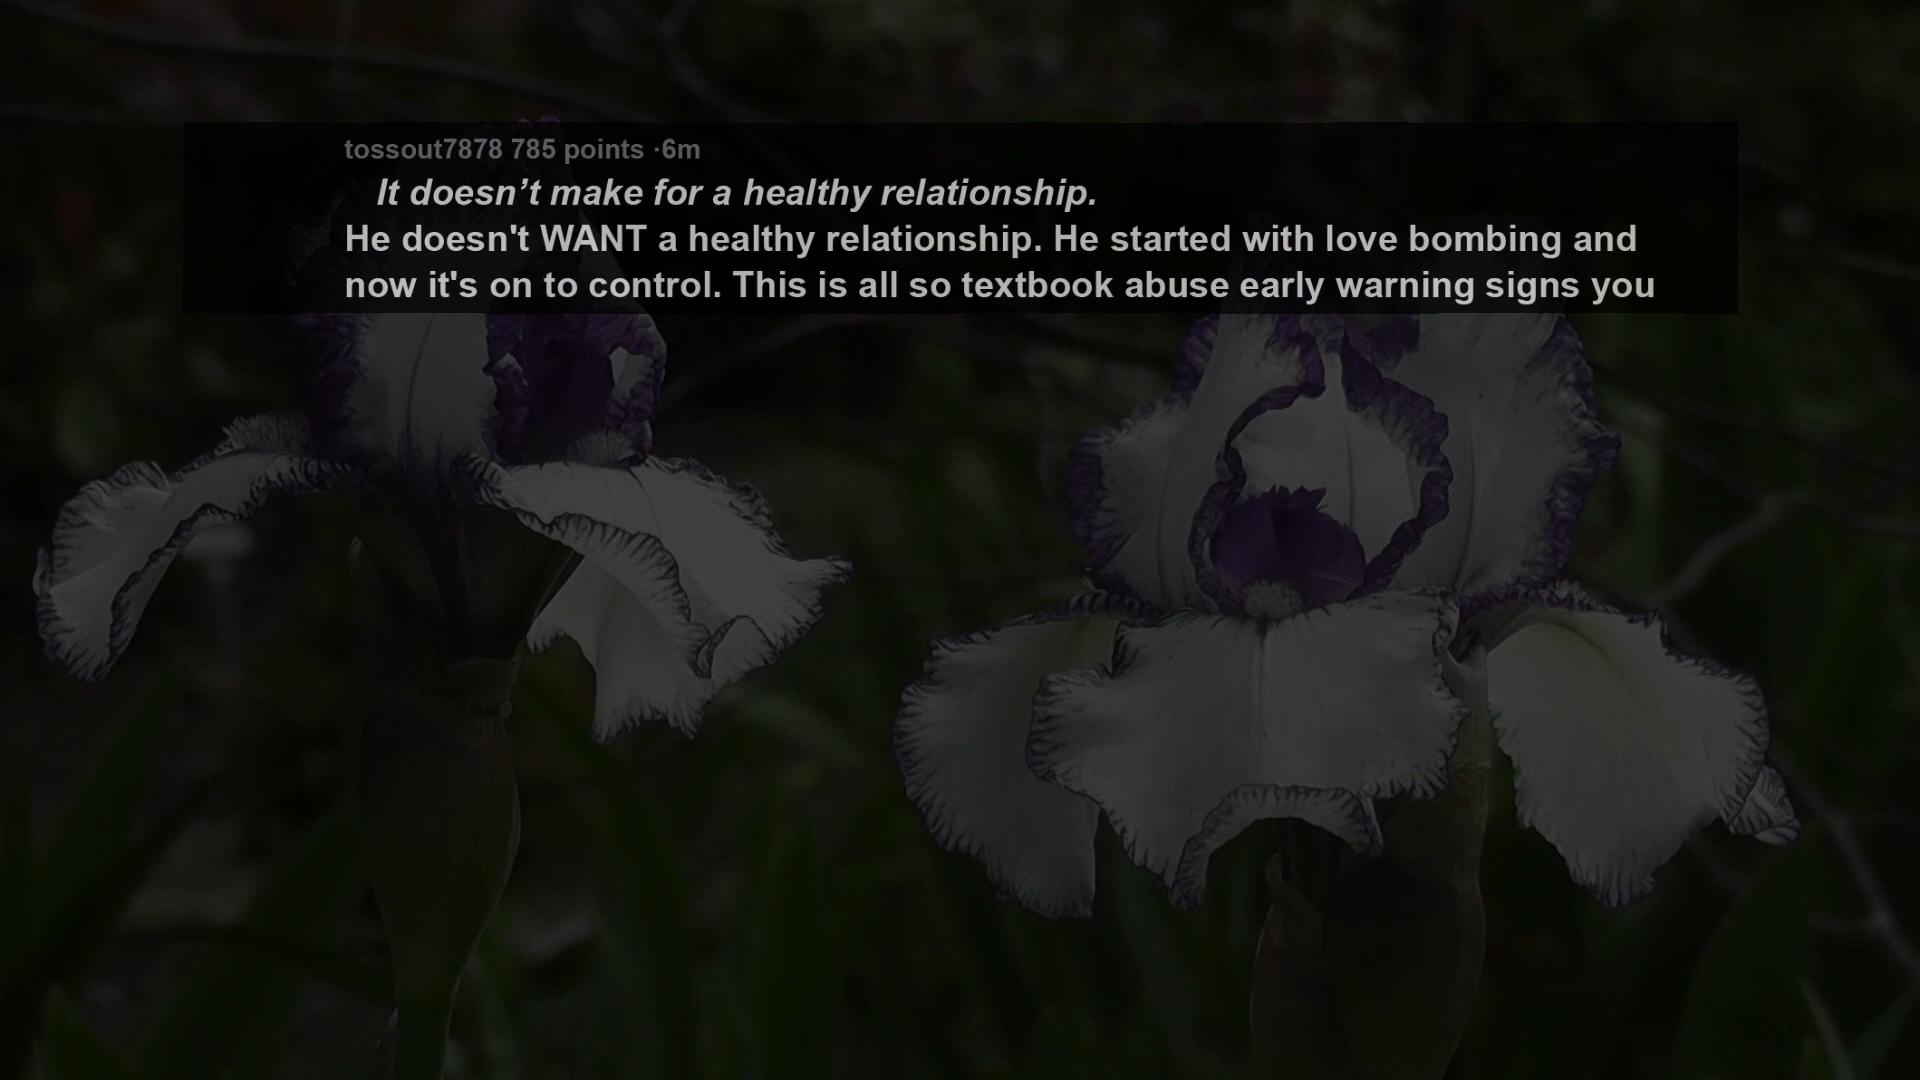 tossout7878 785 points ·6m
It doesn’t make for a healthy relationship.
He doesn't WANT a healthy relationship. He started with love bombing and
now it's on to control. This is all so textbook abuse early warning signs you